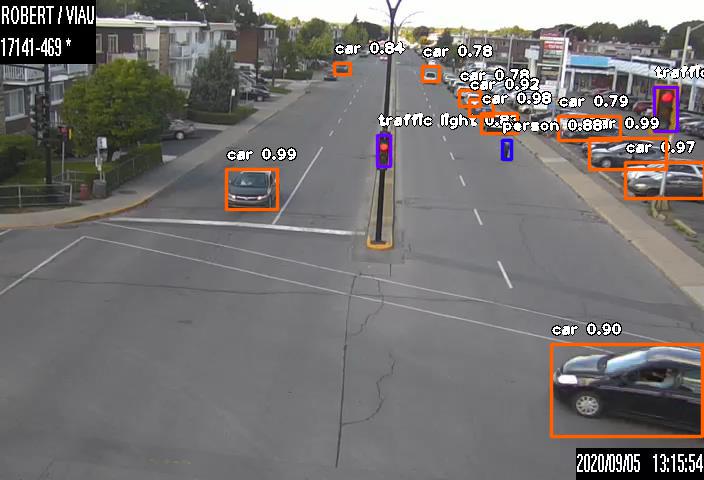 ROBERT / VIAU
17141-469 *
car 0.84
car 0.78
car 0.78
car 0.92
car 0.98
car 0.79
traffic
traffic light 0.8
person 0.88
0.99
car 0.99
car 0.97
car 0.90
2020/09/05 13:15:54